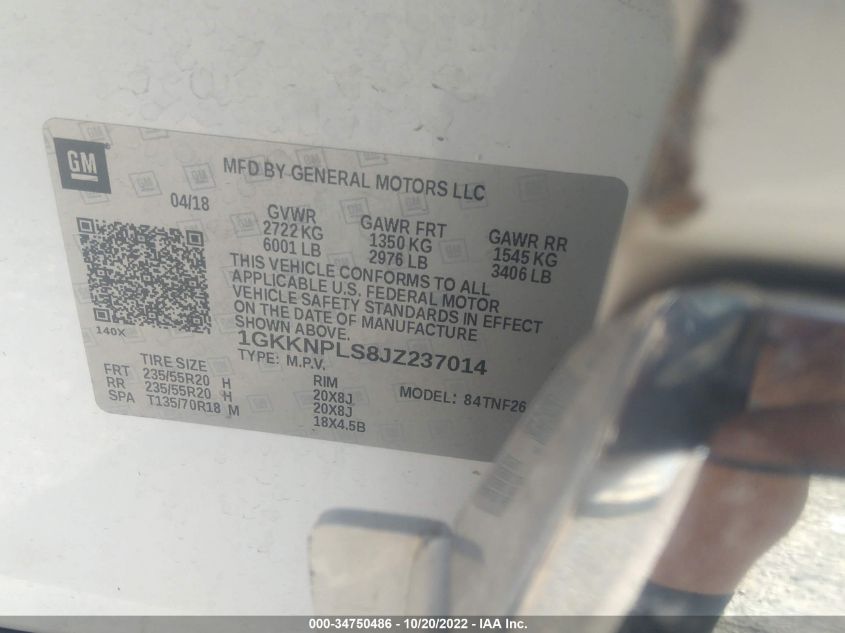 GM
MFD BY GENERAL MOTORS LLC
04/18
GVWR GAWR FRT GAWR RR
2722 KG 1350 KG 1545 KG
6001 LB 2976 LB 3406 LB
THIS VEHICLE CONFORMS TO ALL
APPLICABLE U.S. FEDERAL MOTOR
VEHICLE SAFETY STANDARDS IN EFFECT
ON THE DATE OF MANUFACTURE
SHOWN ABOVE.
140X
1GKKNPLS8JZ237014
TYPE: M.P.V.
TIRE SIZE RIM MODEL: 84TNF26
FRT 235/55R20 H 20X8J
RR 235/55R20 H 20X8J
SPA T135/70R18 M 18X4.5B
000-34750486 - 10/20/2022 - IAA Inc.